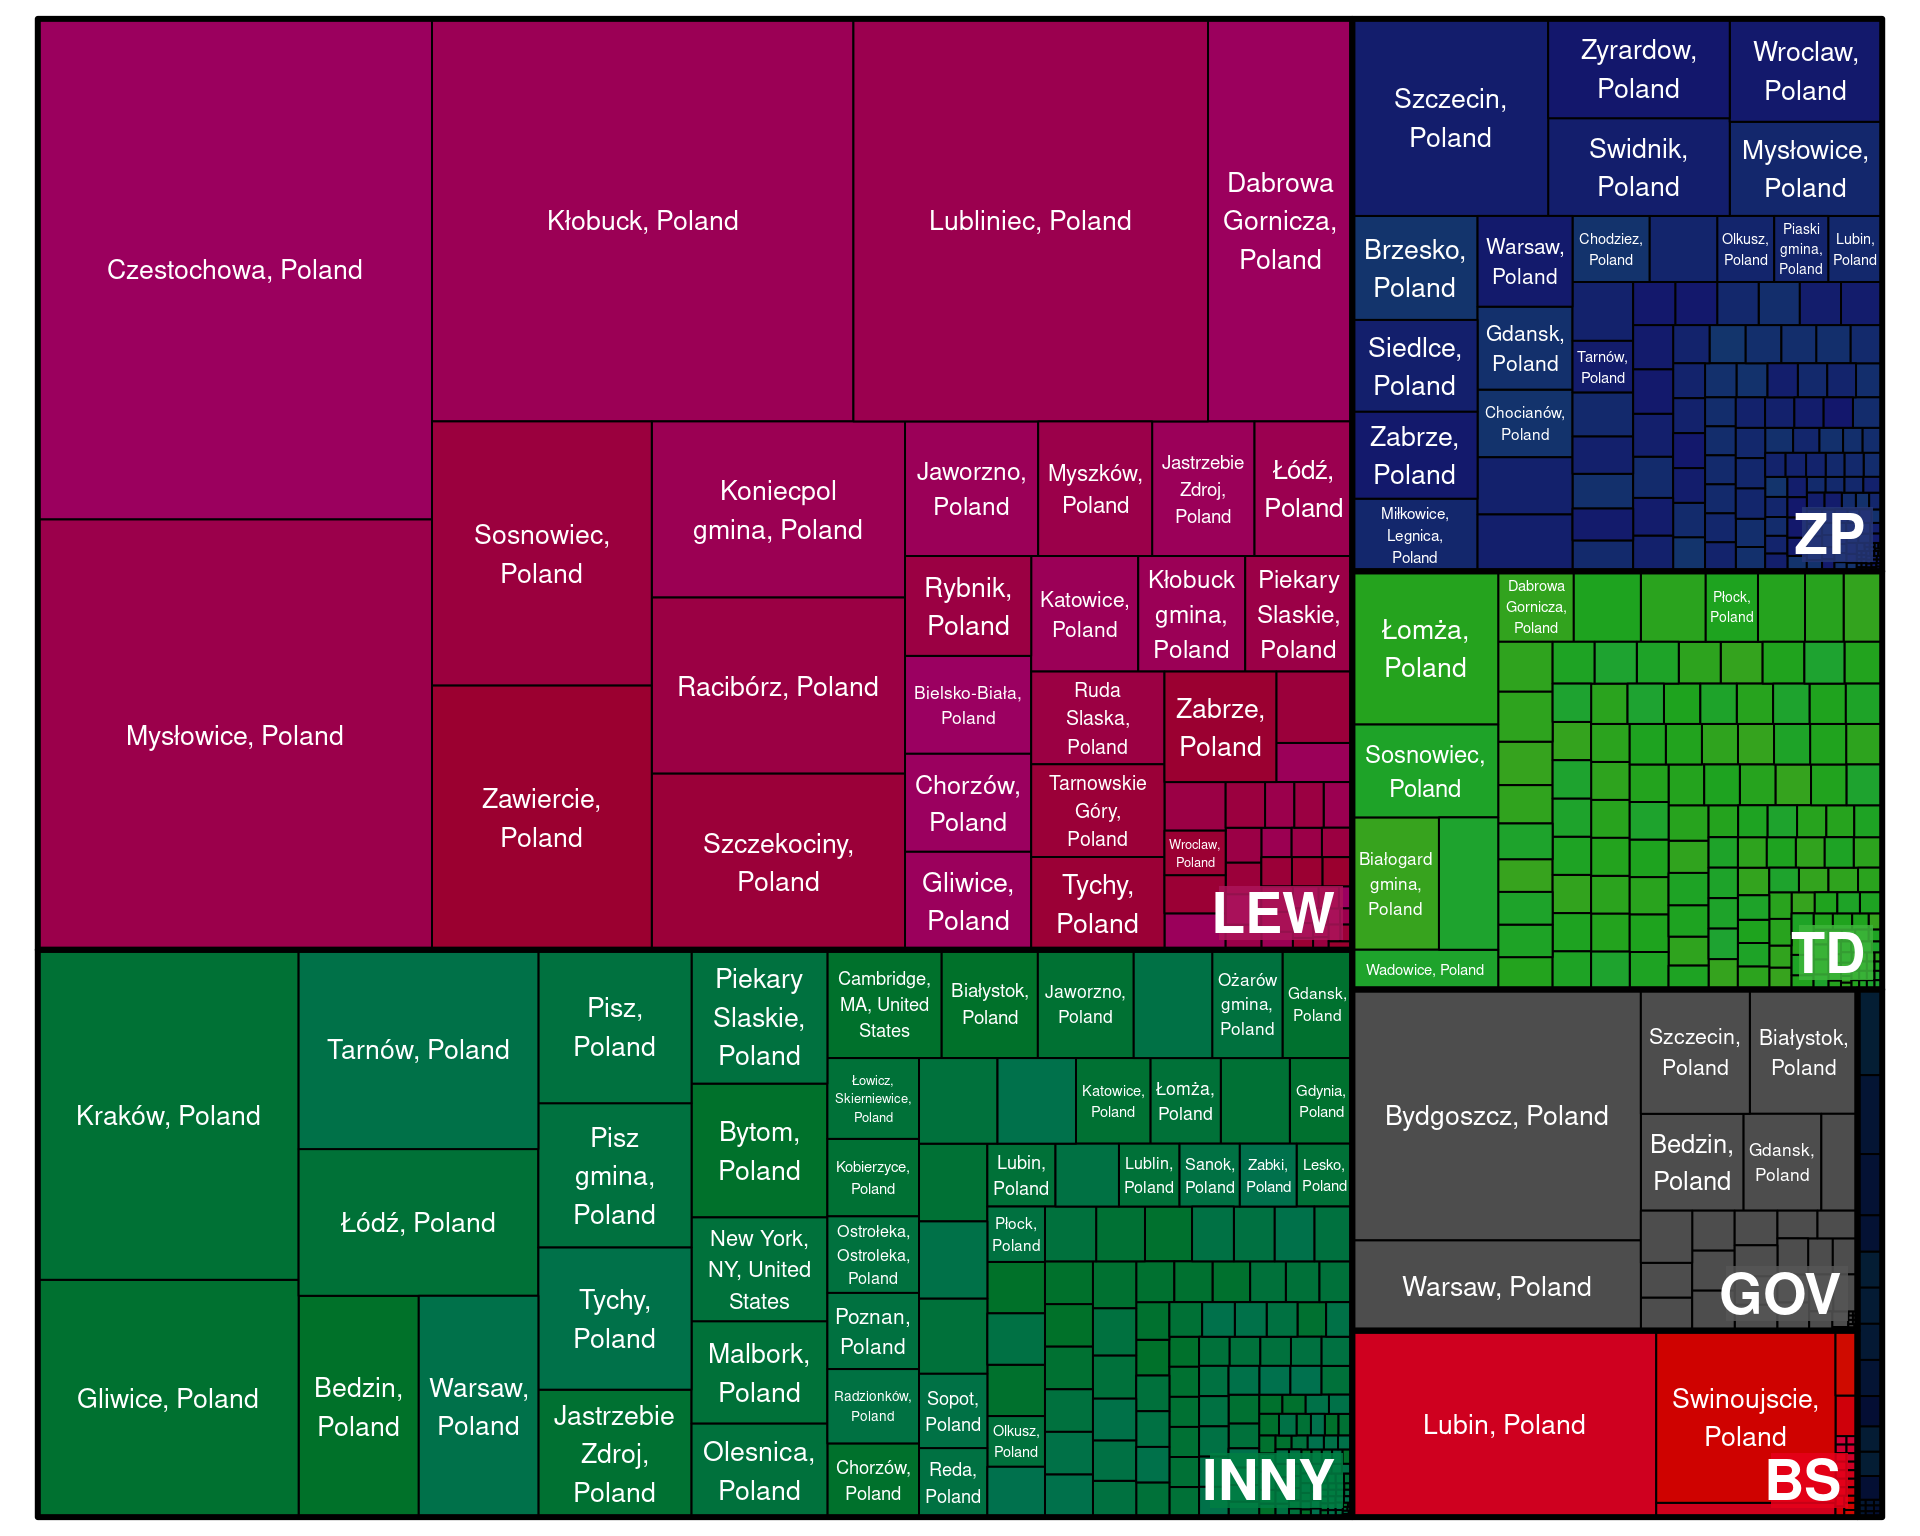 Czestochowa, Poland
Mysłowice, Poland
Kłobuck, Poland
Lubliniec, Poland
Dabrowa
Gornicza,
Poland
Sosnowiec,
Poland
Zawiercie,
Poland
Koniecpol
gmina, Poland
Racibórz, Poland
Szczekociny,
Poland
Jaworzno,
Poland
Myszków,
Poland
Jastrzebie
Zdroj,
Poland
Łódź,
Poland
Rybnik,
Poland
Bielsko-Biała,
Poland
Chorzów,
Poland
Gliwice,
Poland
Katowice,
Poland
Kłobuck
gmina,
Poland
Piekary
Slaskie,
Poland
Ruda
Slaska,
Poland
Tarnowskie
Góry,
Poland
Tychy,
Poland
Zabrze,
Poland
Wroclaw,
Poland
LEW
Szczecin,
Poland
Zyrardow,
Poland
Swidnik,
Poland
Wroclaw,
Poland
Mysłowice,
Poland
Brzesko,
Poland
Siedlce,
Poland
Zabrze,
Poland
Miłkowice,
Legnica,
Poland
Warsaw,
Poland
Gdansk,
Poland
Chocianów,
Poland
Chodziez,
Poland
Tarnów,
Poland
Olkusz,
Poland
Piaski
gmina,
Poland
Lubin,
Poland
ZP
Łomża,
Poland
Sosnowiec,
Poland
Białogard
gmina,
Poland
Wadowice, Poland
Dabrowa
Gornicza,
Poland
Płock,
Poland
TD
Kraków, Poland
Gliwice, Poland
Tarnów, Poland
Łódź, Poland
Bedzin,
Poland
Warsaw,
Poland
Pisz,
Poland
Pisz
gmina,
Poland
Tychy,
Poland
Jastrzebie
Zdroj,
Poland
Piekary
Slaskie,
Poland
Bytom,
Poland
New York,
NY, United
States
Malbork,
Poland
Olesnica,
Poland
Cambridge,
MA, United
States
Białystok,
Poland
Jaworzno,
Poland
Ożarów
gmina,
Poland
Gdansk,
Poland
Łowicz,
Skierniewice,
Poland
Kobierzyce,
Poland
Ostrołeka,
Ostroleka,
Poland
Poznan,
Poland
Radzionków,
Poland
Chorzów,
Poland
Katowice,
Poland
Łomża,
Poland
Gdynia,
Poland
Sopot,
Poland
Reda,
Poland
Lubin,
Poland
Lublin,
Poland
Sanok,
Poland
Zabki,
Poland
Lesko,
Poland
Płock,
Poland
Olkusz,
Poland
INNY
Bydgoszcz, Poland
Warsaw, Poland
Szczecin,
Poland
Białystok,
Poland
Bedzin,
Poland
Gdansk,
Poland
GOV
Lubin, Poland
Swinoujscie,
Poland
BS